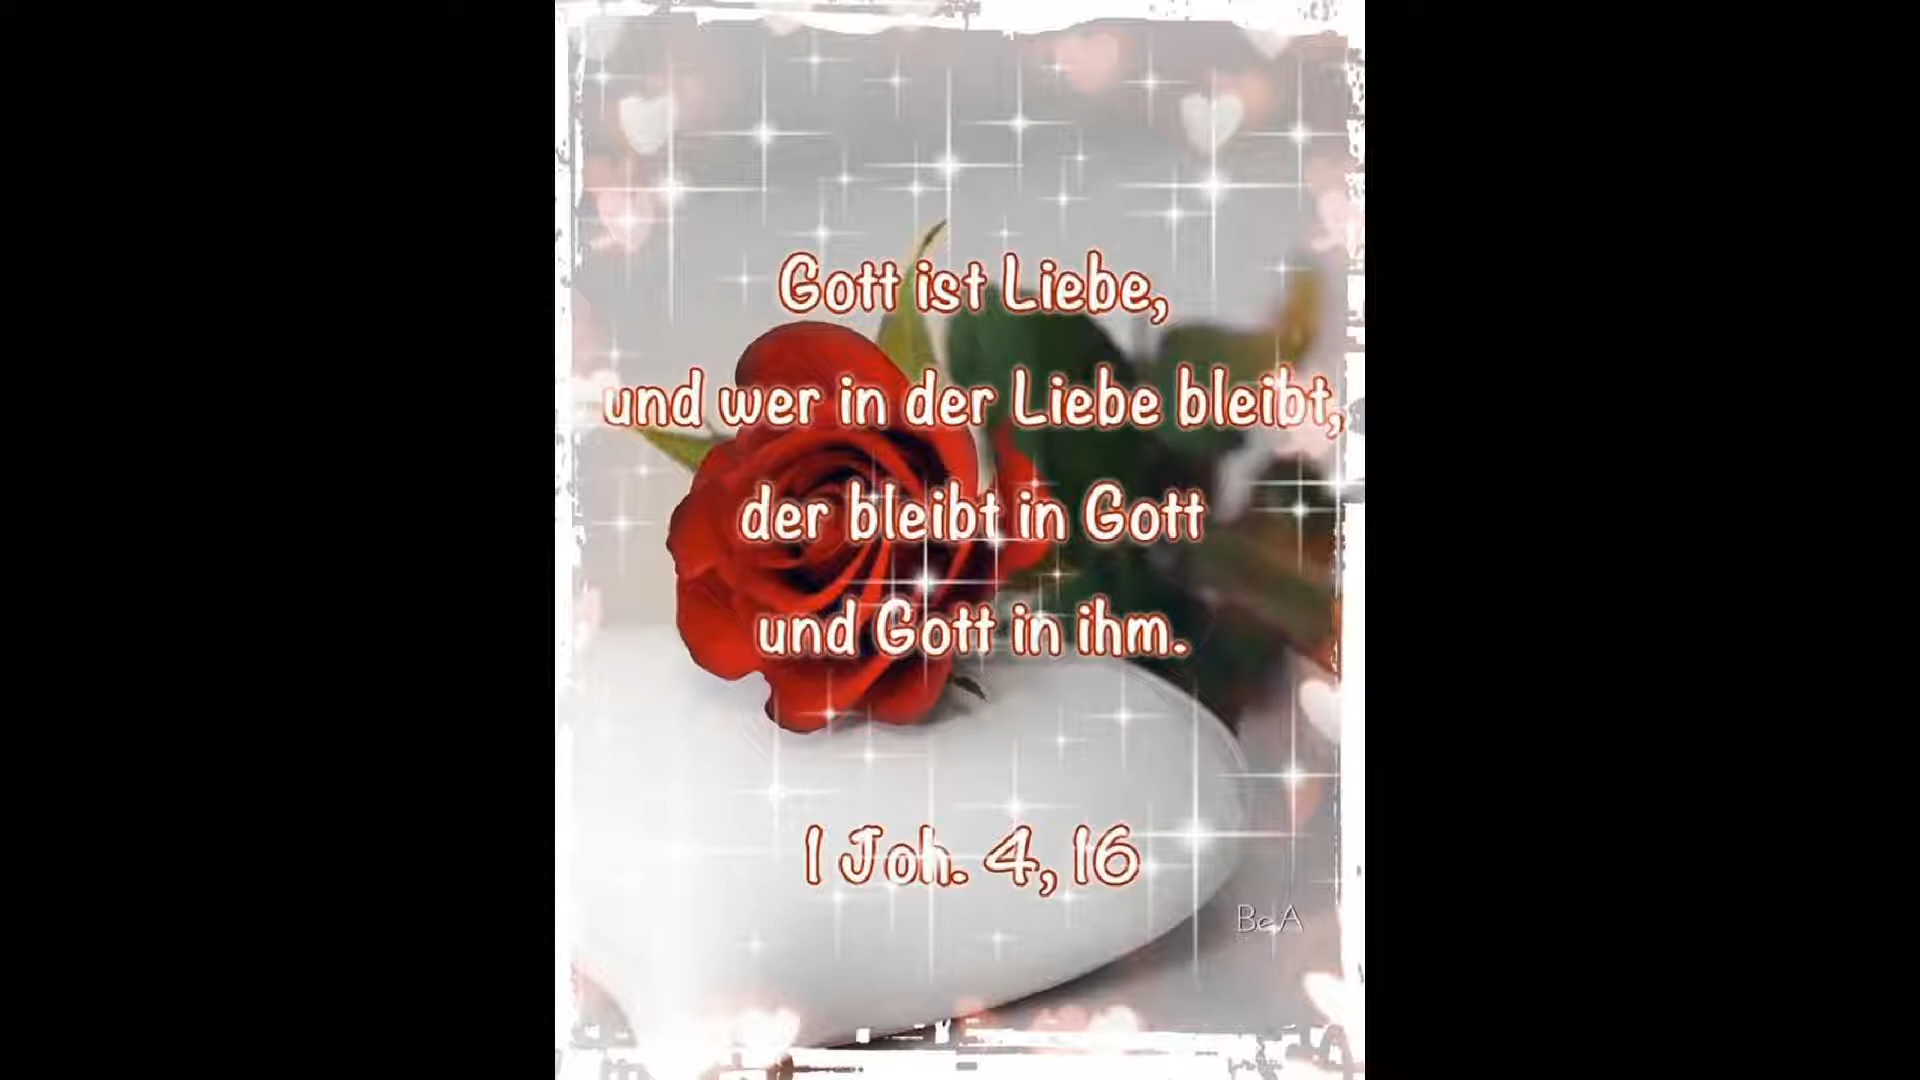 Gott ist Liebe,
und wer in der Liebe bleibt,
der bleibt in Gott
und Gott in ihm.
1 Joh. 4, 16
BeA